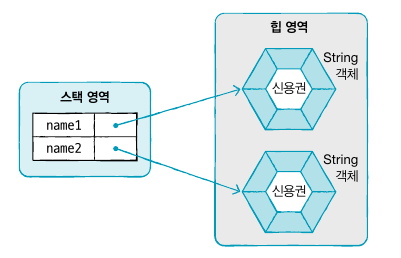 힙 영역
String
객체
신용권
스택 영역
name1
name2
String
객체
신용권